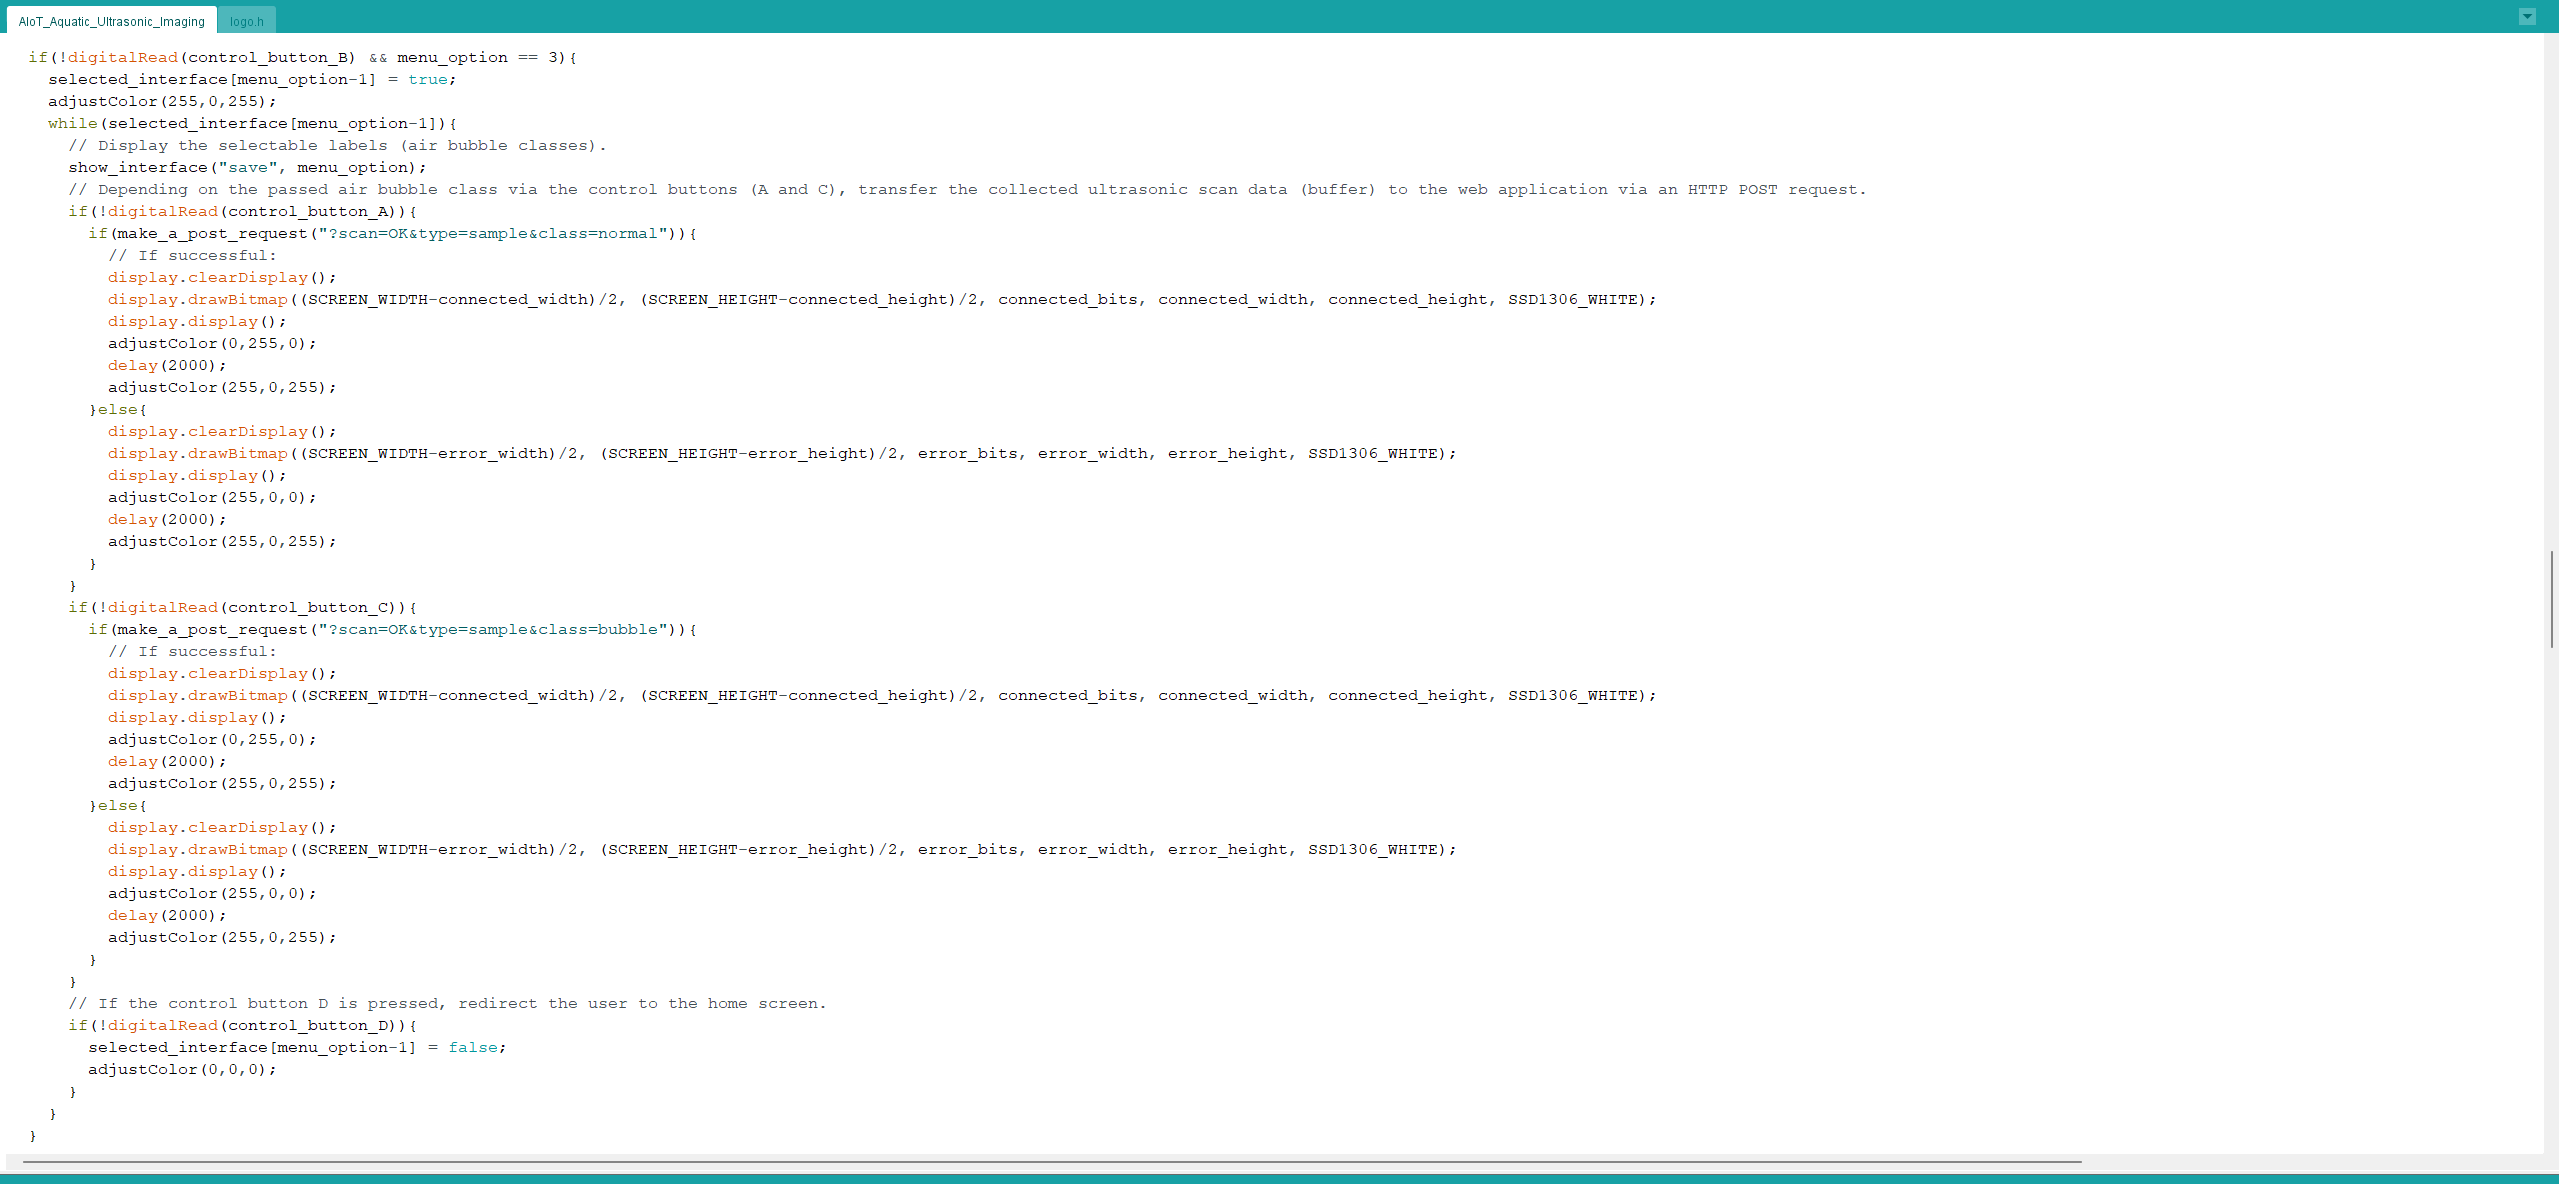 AIoT_Aquatic_Ultrasonic_Imaging
logo.h
if(!digitalRead(control_button_B) && menu_option == 3){
selected_interface[menu_option-1] = true;
adjustColor(255,0,255);
while(selected_interface[menu_option-1]){
// Display the selectable labels (air bubble classes).
show_interface("save", menu_option);
// Depending on the passed air bubble class via the control buttons (A and C), transfer the collected ultrasonic scan data (buffer) to the web application via an HTTP POST request.
if(!digitalRead(control_button_A)){
if(make_a_post_request("?scan=OK&type=sample&class=normal")){
// If successful:
display.clearDisplay();
display.drawBitmap((SCREEN_WIDTH-connected_width)/2, (SCREEN_HEIGHT-connected_height)/2, connected_bits, connected_width, connected_height, SSD1306_WHITE);
display.display();
adjustColor(0,255,0);
delay(2000);
adjustColor(255,0,255);
}else{
display.clearDisplay();
display.drawBitmap((SCREEN_WIDTH-error_width)/2, (SCREEN_HEIGHT-error_height)/2, error_bits, error_width, error_height, SSD1306_WHITE);
display.display();
adjustColor(255,0,0);
delay(2000);
adjustColor(255,0,255);
}
}
if(!digitalRead(control_button_C)){
if(make_a_post_request("?scan=OK&type=sample&class=bubble")){
// If successful:
display.clearDisplay();
display.drawBitmap((SCREEN_WIDTH-connected_width)/2, (SCREEN_HEIGHT-connected_height)/2, connected_bits, connected_width, connected_height, SSD1306_WHITE);
display.display();
adjustColor(0,255,0);
delay(2000);
adjustColor(255,0,255);
}else{
display.clearDisplay();
display.drawBitmap((SCREEN_WIDTH-error_width)/2, (SCREEN_HEIGHT-error_height)/2, error_bits, error_width, error_height, SSD1306_WHITE);
display.display();
adjustColor(255,0,0);
delay(2000);
adjustColor(255,0,255);
}
}
// If the control button D is pressed, redirect the user to the home screen.
if(!digitalRead(control_button_D)){
selected_interface[menu_option-1] = false;
adjustColor(0,0,0);
}
}
}